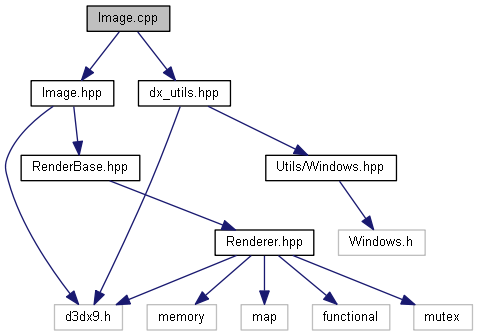 Image.cpp
Image.hpp
dx_utils.hpp
RenderBase.hpp
Utils/Windows.hpp
Renderer.hpp
Windows.h
d3dx9.h
memory
map
functional
mutex